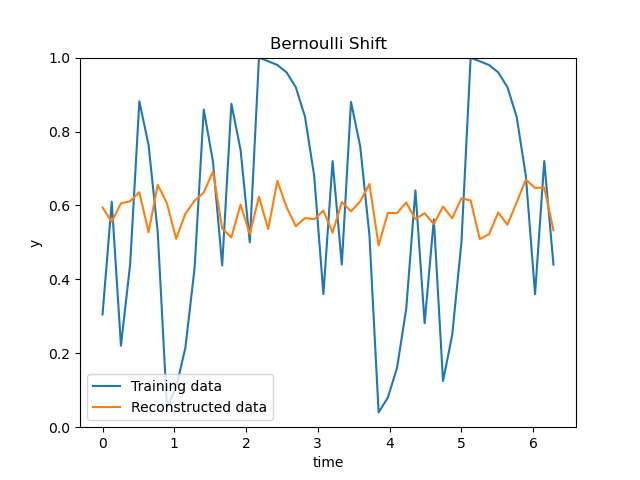 Bernoulli Shift
1.0
0.8
0.6
0.4
0.2
0.0
y
Training data
Reconstructed data
0 1 2 3 4 5 6
time